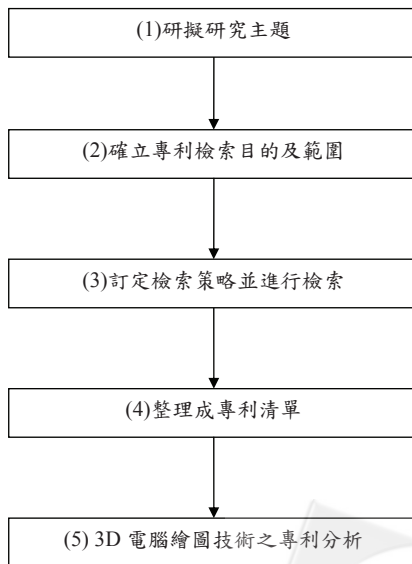 (1)研擬研究主題
(2)確立專利檢索目的及範圍
(3)訂定檢索策略並進行檢索
(4)整理成專利清單
(5) 3D 電腦繪圖技術之專利分析